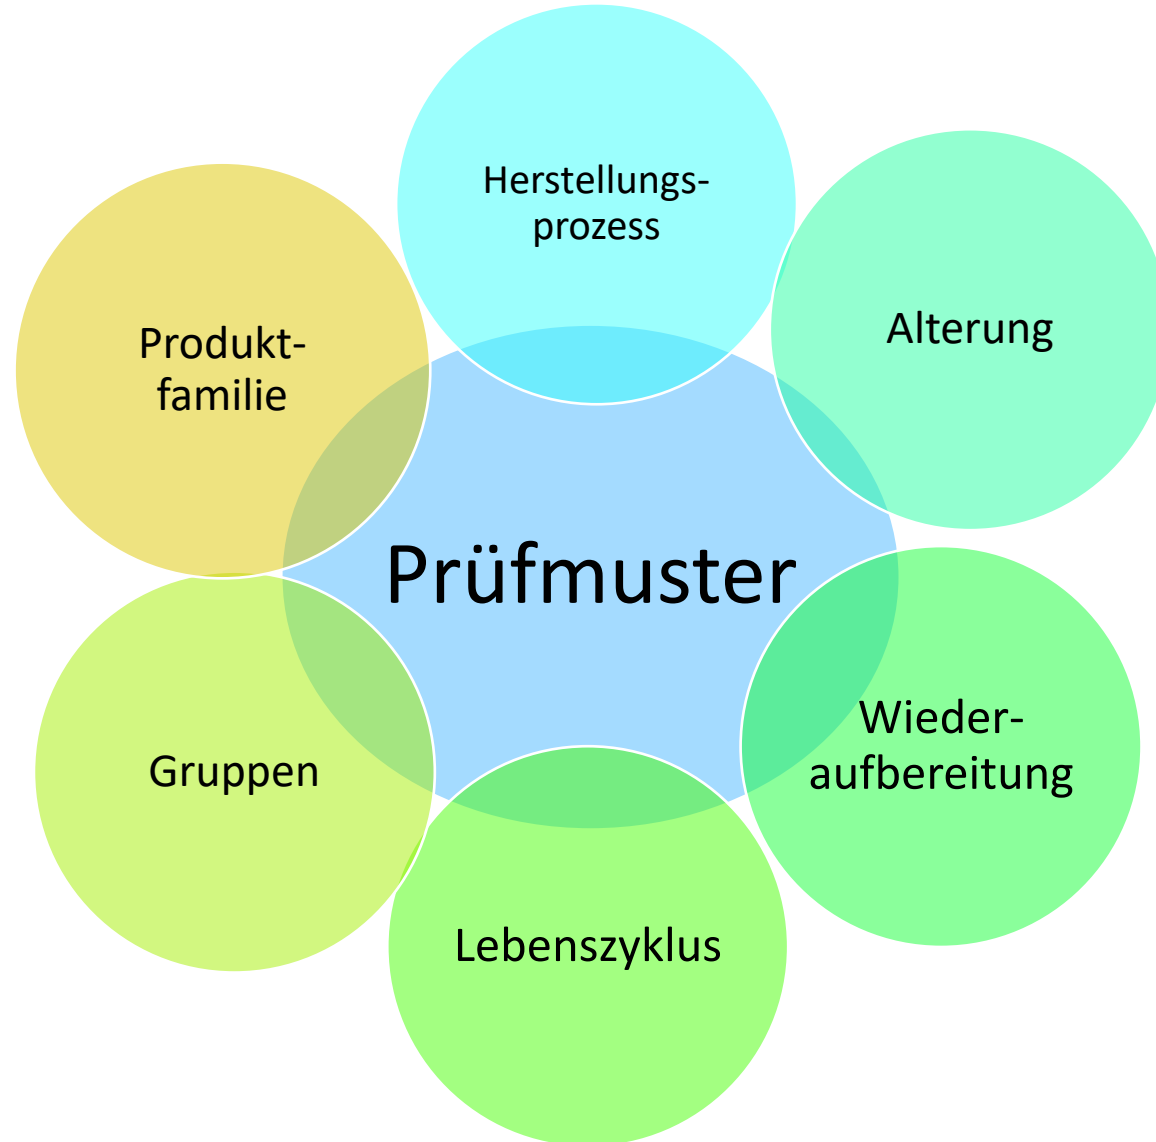 Herstellungs-
prozess
Alterung
Produkt-
familie
Prüfmuster
Wieder-
aufbereitung
Gruppen
Lebenszyklus